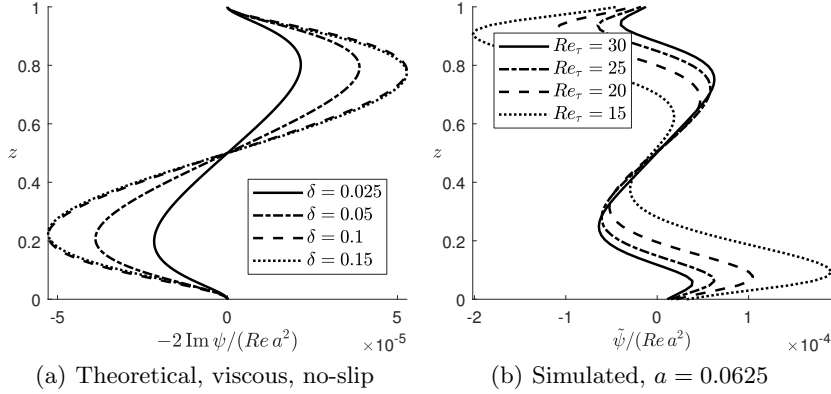 1
0.8
0.6
z
0.4
0.2
0
δ = 0.025
δ = 0.05
δ = 0.1
δ = 0.15
-5 0 5
−2 Im ψ/(Re a²) ×10⁻⁵
(a) Theoretical, viscous, no-slip
1
0.8
0.6
z
0.4
0.2
0
Re_τ = 30
Re_τ = 25
Re_τ = 20
Re_τ = 15
-2 -1 0 1
ψ̃/(Re a²) ×10⁻⁴
(b) Simulated, a = 0.0625